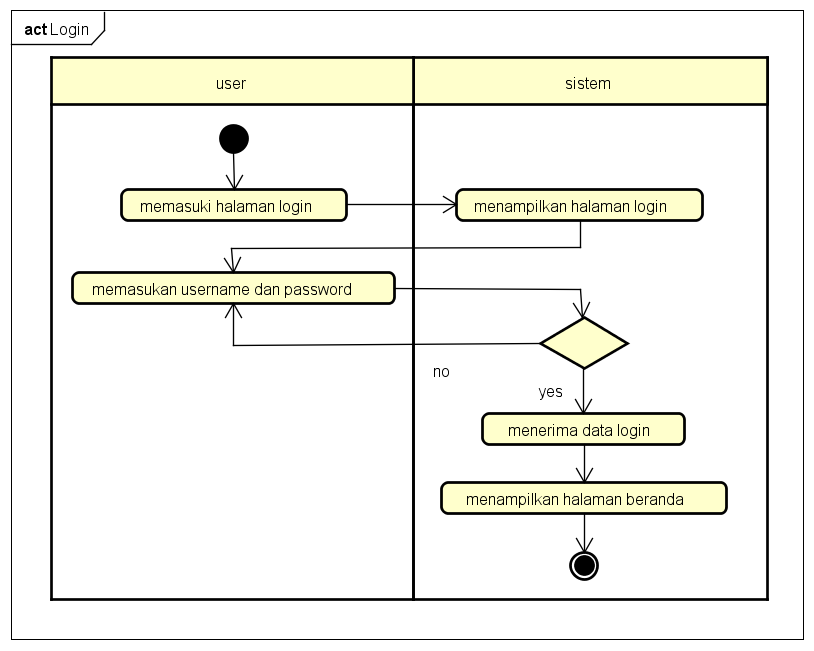 act Login
user
sistem
memasuki halaman login
menampilkan halaman login
memasukan username dan password
no
yes
menerima data login
menampilkan halaman beranda